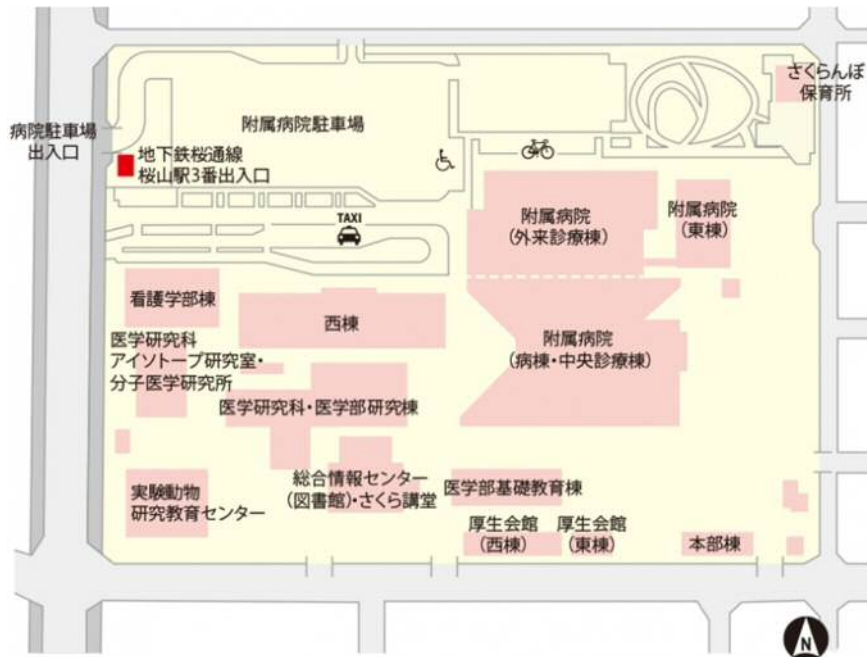 さくらんぼ
保育所
病院駐車場
出入口
附属病院駐車場
地下鉄桜通線
桜山駅3番出入口
TAXI
附属病院
(外来診療棟)
附属病院
(東棟)
看護学部棟
西棟
附属病院
(病棟・中央診療棟)
医学研究科
アイソトープ研究室・
分子医学研究所
医学研究科・医学部研究棟
実験動物
研究教育センター
総合情報センター
(図書館)・さくら講堂
医学部基礎教育棟
厚生会館
(西棟)
厚生会館
(東棟)
本部棟
N